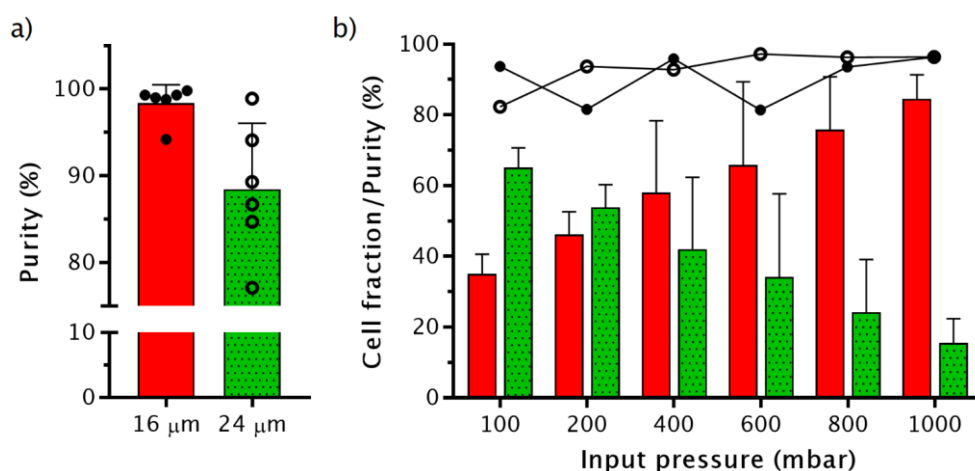 a)
Purity (%)
100
90
80
10
0
16 μm
24 μm
b)
Cell fraction/Purity (%)
100
80
60
40
20
0
100
200
400
600
800
1000
Input pressure (mbar)